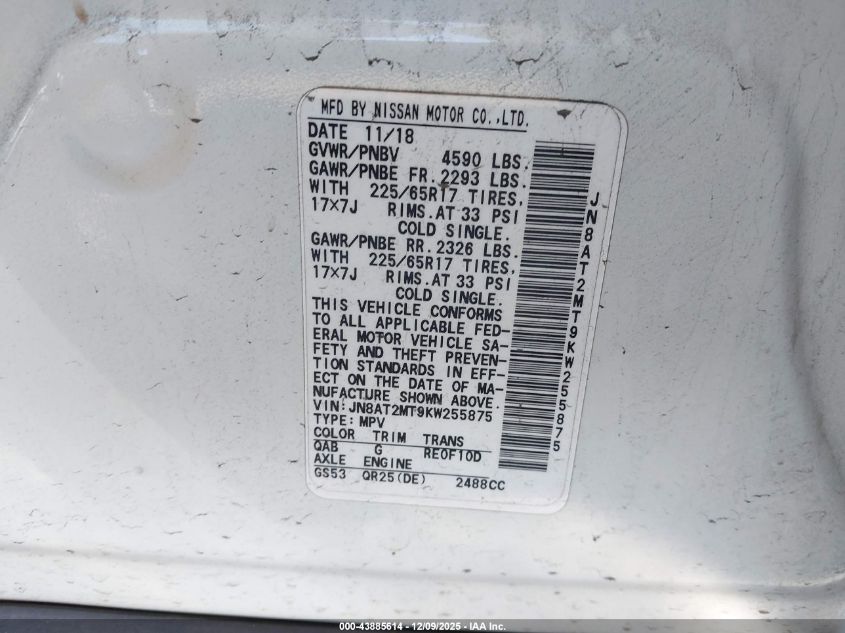 MFD BY NISSAN MOTOR CO.,LTD.
DATE 11/18
GVWR/PNBV 4590 LBS.
GAWR/PNBE FR. 2293 LBS.
WITH 225/65R17 TIRES,
17×7J RIMS.AT 33 PSI
COLD SINGLE.
GAWR/PNBE RR. 2326 LBS.
WITH 225/65R17 TIRES,
17×7J RIMS.AT 33 PSI
COLD SINGLE.
THIS VEHICLE CONFORMS
TO ALL APPLICABLE FED-
ERAL MOTOR VEHICLE SA-
FETY AND THEFT PREVEN-
TION STANDARDS IN EFF-
ECT ON THE DATE OF MA-
NUFACTURE SHOWN ABOVE.
VIN:JN8AT2MT9KW255875
TYPE:MPV
COLOR TRIM TRANS
QAB G RE0F10D
AXLE ENGINE
GS53 QR25(DE) 2488CC
JN8AT2MT9KW255875
000-43885614 - 12/09/2025 - IAA Inc.